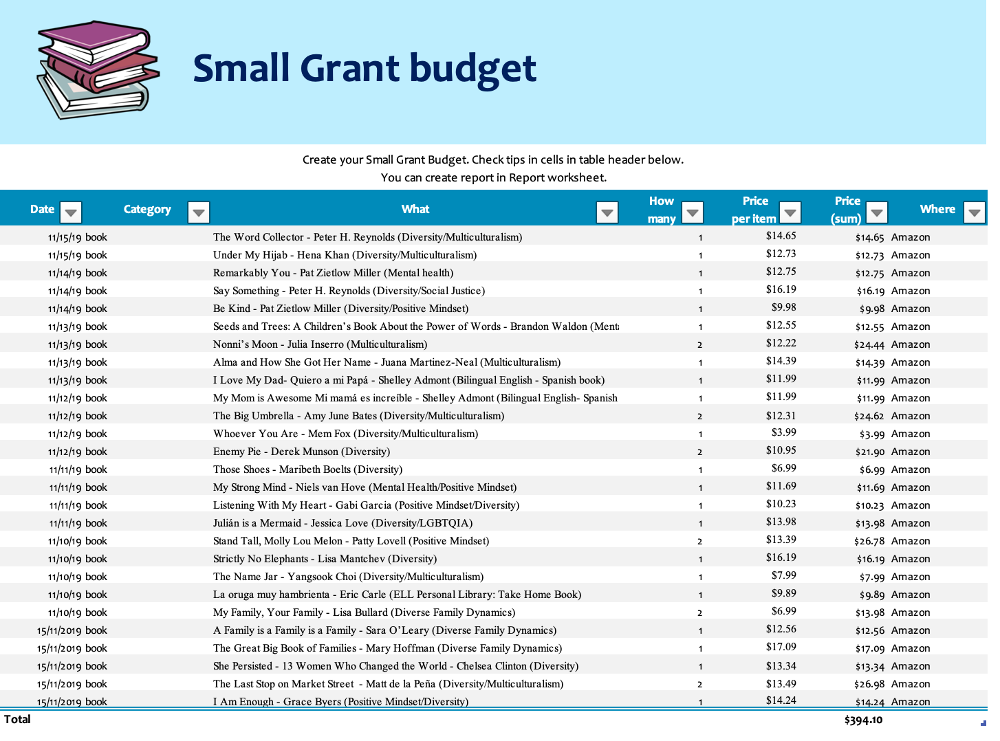 Small Grant budget
Create your Small Grant Budget. Check tips in cells in table header below.
You can create report in Report worksheet.
Date Category What How many Price per item Price (sum) Where
11/15/19 book The Word Collector - Peter H. Reynolds (Diversity/Multiculturalism) 1 $14.65 $14.65 Amazon
11/15/19 book Under My Hijab - Hena Khan (Diversity/Multiculturalism) 1 $12.73 $12.73 Amazon
11/14/19 book Remarkably You - Pat Zietlow Miller (Mental health) 1 $12.75 $12.75 Amazon
11/14/19 book Say Something - Peter H. Reynolds (Diversity/Social Justice) 1 $16.19 $16.19 Amazon
11/14/19 book Be Kind - Pat Zietlow Miller (Diversity/Positive Mindset) 1 $9.98 $9.98 Amazon
11/13/19 book Seeds and Trees: A Children's Book About the Power of Words - Brandon Waldon (Menta 1 $12.55 $12.55 Amazon
11/13/19 book Nonni's Moon - Julia Inserro (Multiculturalism) 2 $12.22 $24.44 Amazon
11/13/19 book Alma and How She Got Her Name - Juana Martinez-Neal (Multiculturalism) 1 $14.39 $14.39 Amazon
11/13/19 book I Love My Dad- Quiero a mi Papá - Shelley Admont (Bilingual English - Spanish book) 1 $11.99 $11.99 Amazon
11/12/19 book My Mom is Awesome Mi mamá es increíble - Shelley Admont (Bilingual English- Spanish 1 $11.99 $11.99 Amazon
11/12/19 book The Big Umbrella - Amy June Bates (Diversity/Multiculturalism) 2 $12.31 $24.62 Amazon
11/12/19 book Whoever You Are - Mem Fox (Diversity/Multiculturalism) 1 $3.99 $3.99 Amazon
11/12/19 book Enemy Pie - Derek Munson (Diversity) 2 $10.95 $21.90 Amazon
11/11/19 book Those Shoes - Maribeth Boelts (Diversity) 1 $6.99 $6.99 Amazon
11/11/19 book My Strong Mind - Niels van Hove (Mental Health/Positive Mindset) 1 $11.69 $11.69 Amazon
11/11/19 book Listening With My Heart - Gabi Garcia (Positive Mindset/Diversity) 1 $10.23 $10.23 Amazon
11/11/19 book Julián is a Mermaid - Jessica Love (Diversity/LGBTQIA) 1 $13.98 $13.98 Amazon
11/10/19 book Stand Tall, Molly Lou Melon - Patty Lovell (Positive Mindset) 2 $13.39 $26.78 Amazon
11/10/19 book Strictly No Elephants - Lisa Mantchev (Diversity) 1 $16.19 $16.19 Amazon
11/10/19 book The Name Jar - Yangsook Choi (Diversity/Multiculturalism) 1 $7.99 $7.99 Amazon
11/10/19 book La oruga muy hambrienta - Eric Carle (ELL Personal Library: Take Home Book) 1 $9.89 $9.89 Amazon
11/10/19 book My Family, Your Family - Lisa Bullard (Diverse Family Dynamics) 2 $6.99 $13.98 Amazon
15/11/2019 book A Family is a Family is a Family - Sara O'Leary (Diverse Family Dynamics) 1 $12.56 $12.56 Amazon
15/11/2019 book The Great Big Book of Families - Mary Hoffman (Diverse Family Dynamics) 1 $17.09 $17.09 Amazon
15/11/2019 book She Persisted - 13 Women Who Changed the World - Chelsea Clinton (Diversity) 1 $13.34 $13.34 Amazon
15/11/2019 book The Last Stop on Market Street - Matt de la Peña (Diversity/Multiculturalism) 2 $13.49 $26.98 Amazon
15/11/2019 book I Am Enough - Grace Byers (Positive Mindset/Diversity) 1 $14.24 $14.24 Amazon
Total $394.10